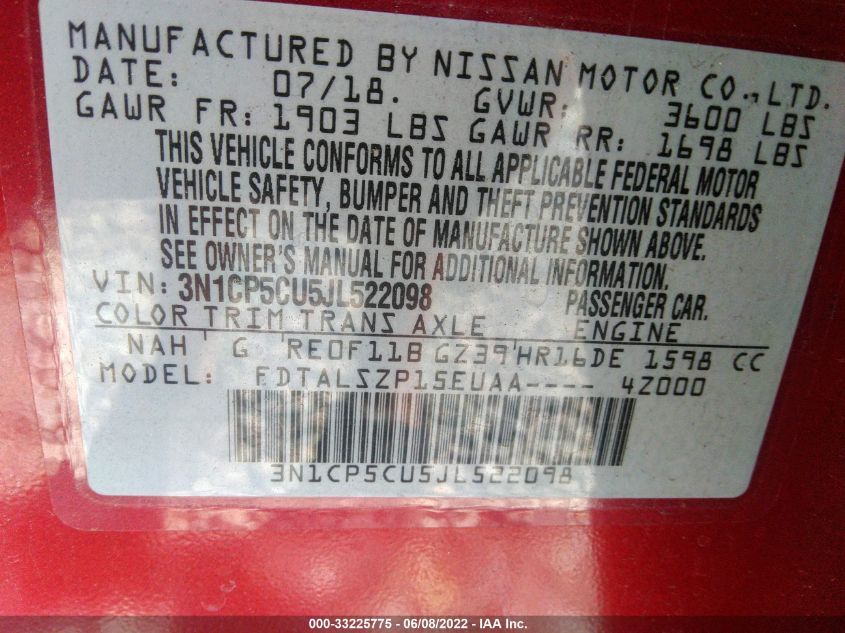 MANUFACTURED BY NISSAN MOTOR CO., LTD.
DATE: 07/18. GVWR: 3600 LBS
GAWR FR: 1903 LBS GAWR RR: 1698 LBS
THIS VEHICLE CONFORMS TO ALL APPLICABLE FEDERAL MOTOR
VEHICLE SAFETY, BUMPER AND THEFT PREVENTION STANDARDS
IN EFFECT ON THE DATE OF MANUFACTURE SHOWN ABOVE.
SEE OWNER'S MANUAL FOR ADDITIONAL INFORMATION.
VIN: 3N1CP5CU5JL522098 PASSENGER CAR.
COLOR TRIM TRANS AXLE ENGINE
NAH G RE0F11B GZ39 HR16DE 1598 CC
MODEL: FDTALSZP15EUAA---- 4Z000
3N1CP5CU5JL522098
000-33225775 - 06/08/2022 - IAA Inc.